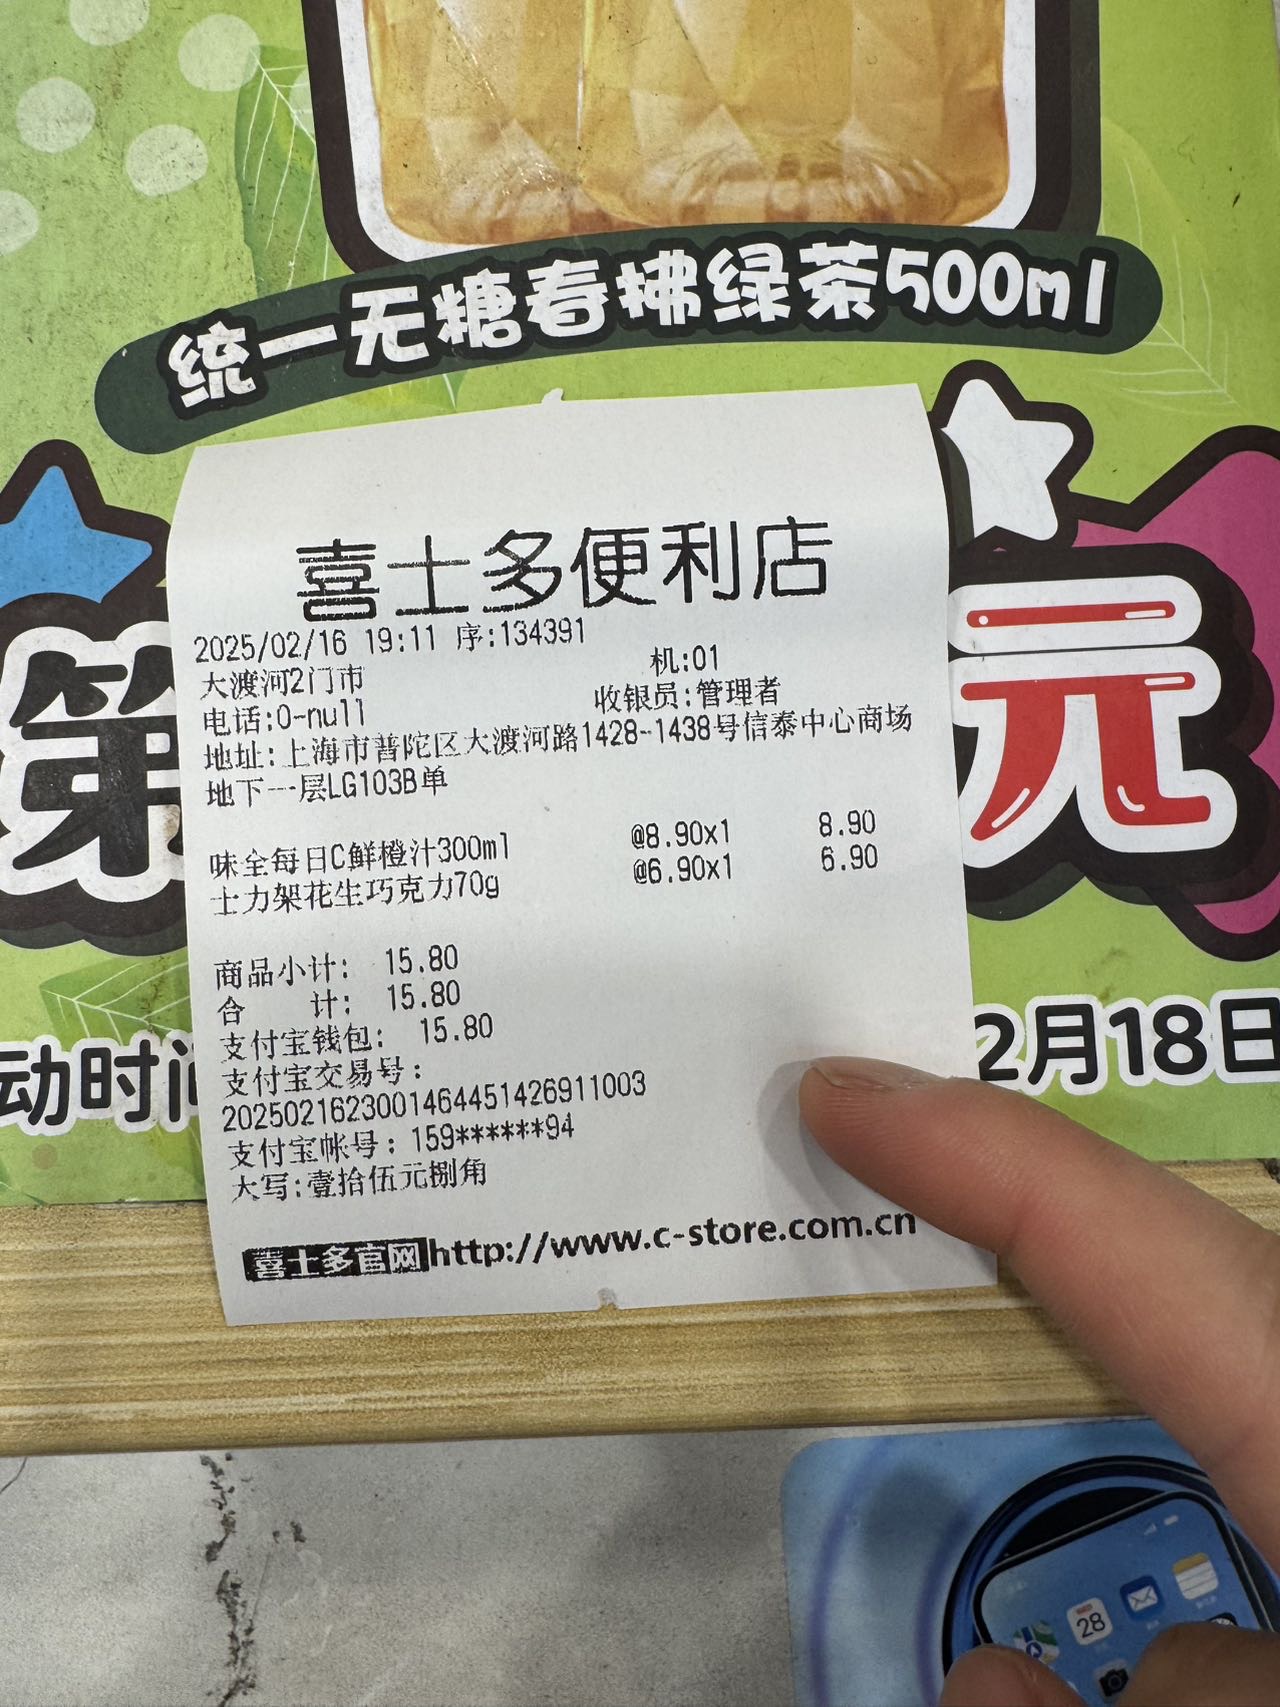 统一无糖春拂绿茶500ml
第
元
动时
2月18日
喜士多便利店
2025/02/16 19:11 序:134391
大渡河2门市 机:01
电话:0-null 收银员:管理者
地址:上海市普陀区大渡河路1428-1438号信泰中心商场
地下一层LG103B单
味全每日C鲜橙汁300ml @8.90x1 8.90
士力架花生巧克力70g @6.90x1 6.90
商品小计: 15.80
合 计: 15.80
支付宝钱包: 15.80
支付宝交易号:
2025021623001464451426911003
支付宝帐号: 159******94
大写:壹拾伍元捌角
喜士多官网http://www.c-store.com.cn
28